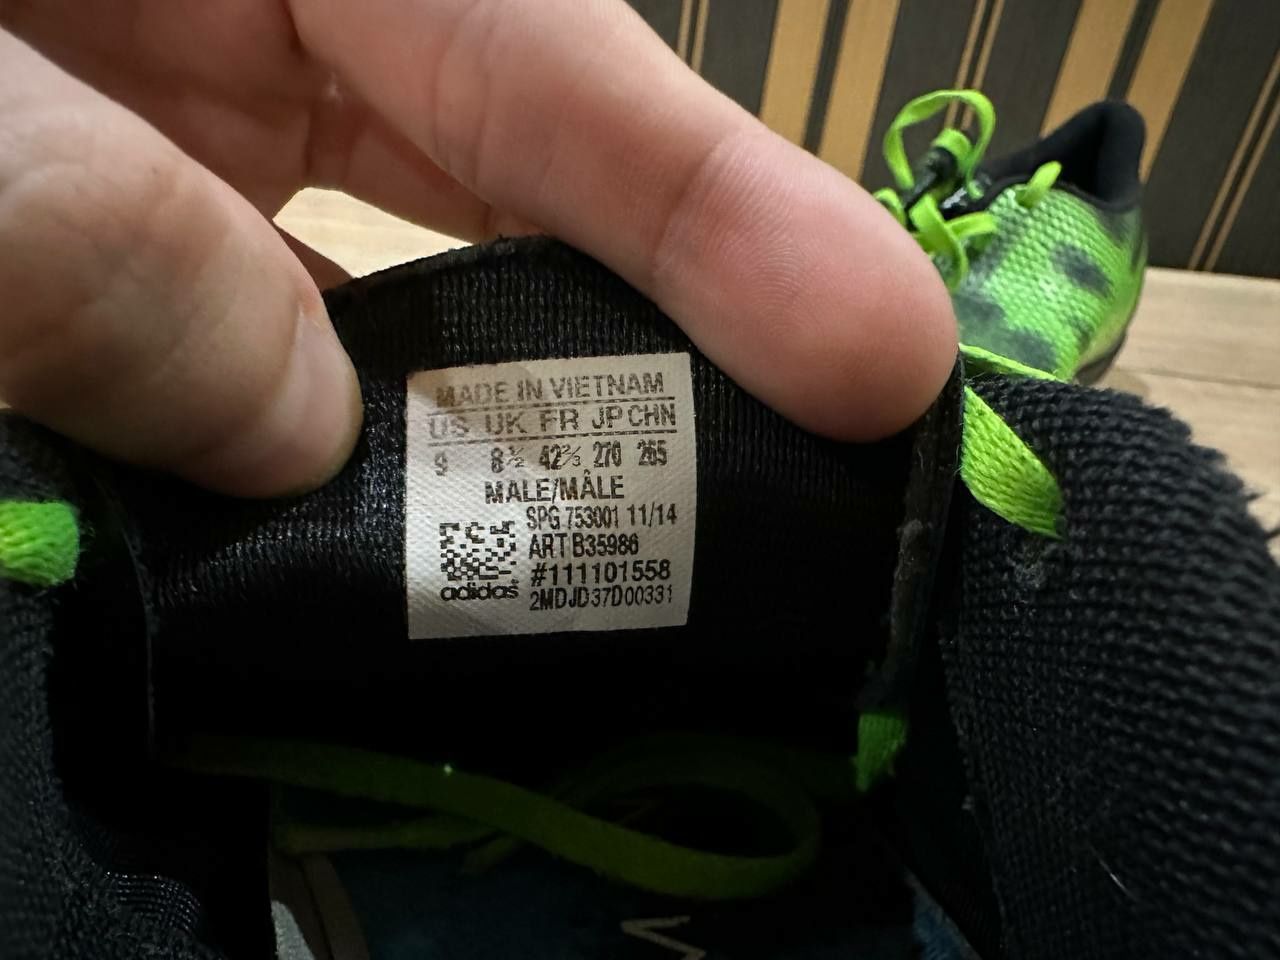 MADE IN VIETNAM
US UK FR JP CHN
9 8½ 42⅔ 270 265
MALE/MÂLE
SPG 753001 11/14
ART B35986
#111101558
adidas
2MDJD37D00331